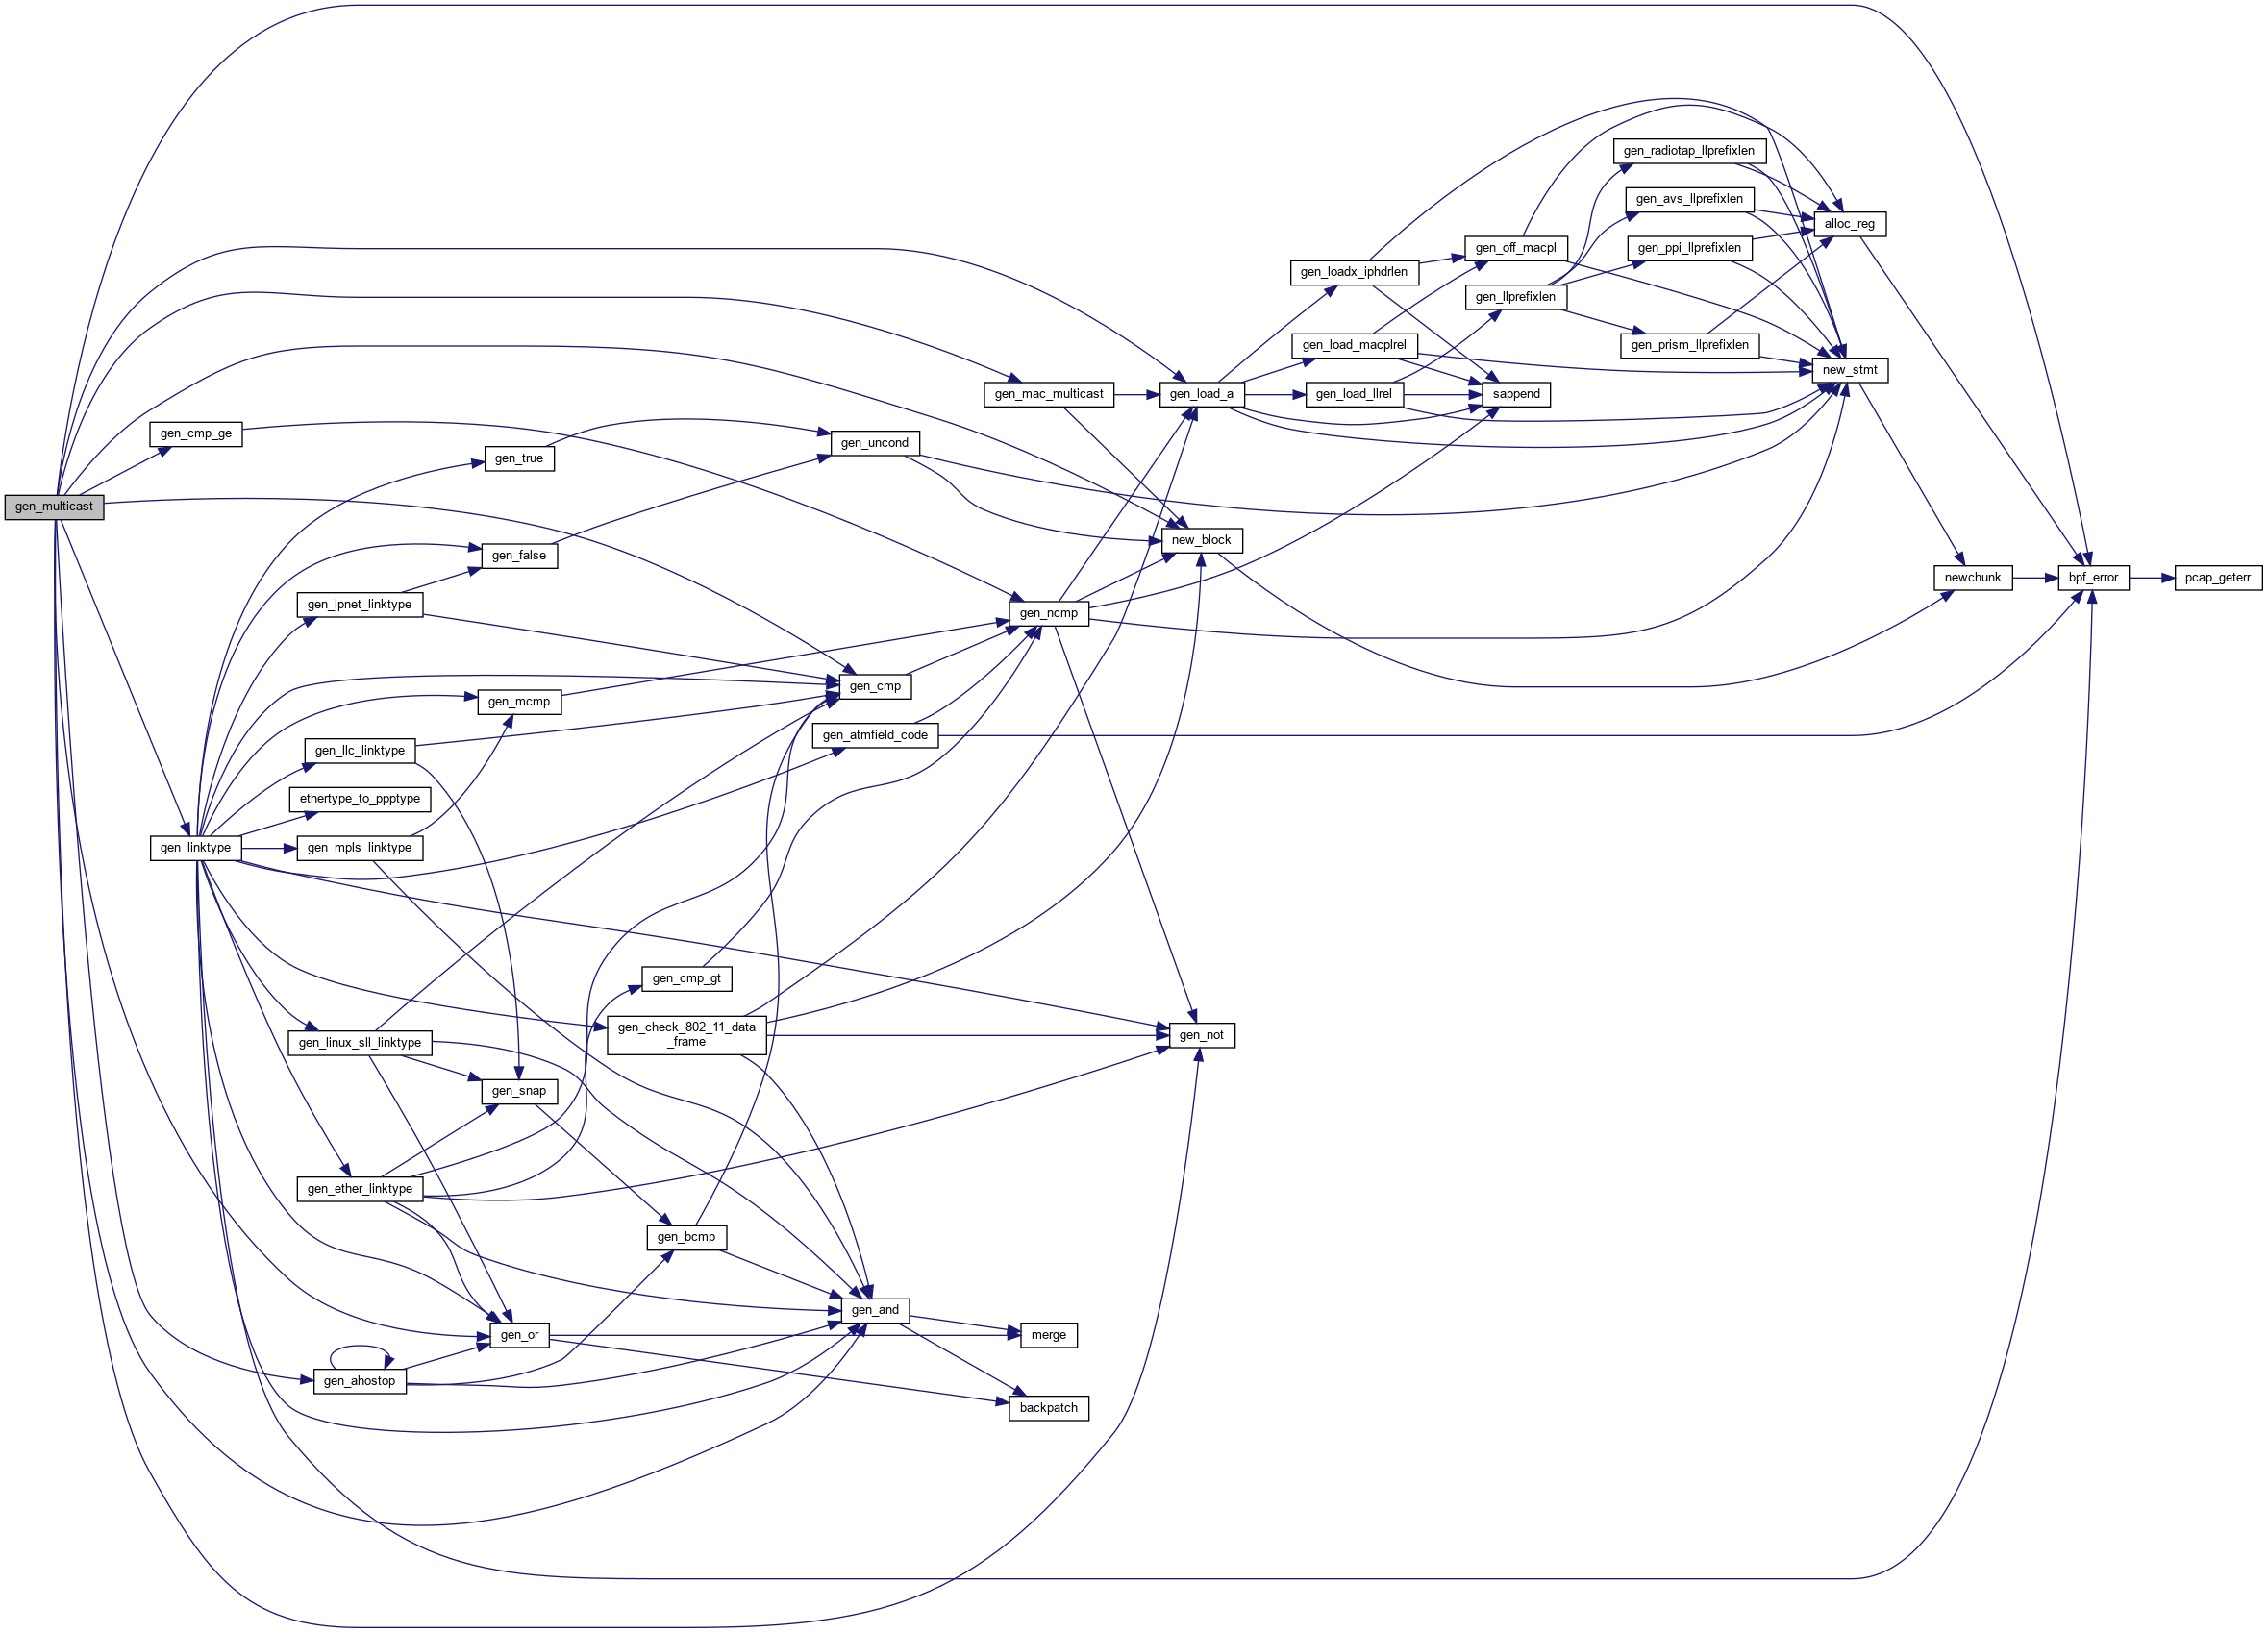 gen_radiotap_llprefixlen
gen_avs_llprefixlen
alloc_reg
gen_off_macpl
gen_ppi_llprefixlen
gen_loadx_iphdrlen
gen_llprefixlen
gen_load_macplrel
gen_prism_llprefixlen
new_stmt
gen_mac_multicast
gen_load_a
gen_load_llrel
sappend
gen_cmp_ge
gen_uncond
gen_true
gen_multicast
new_block
gen_false
newchunk
bpf_error
pcap_geterr
gen_ipnet_linktype
gen_ncmp
gen_cmp
gen_mcmp
gen_atmfield_code
gen_llc_linktype
ethertype_to_ppptype
gen_linktype
gen_mpls_linktype
gen_cmp_gt
gen_check_802_11_data
_frame
gen_not
gen_linux_sll_linktype
gen_snap
gen_ether_linktype
gen_bcmp
gen_and
gen_or
merge
gen_ahostop
backpatch